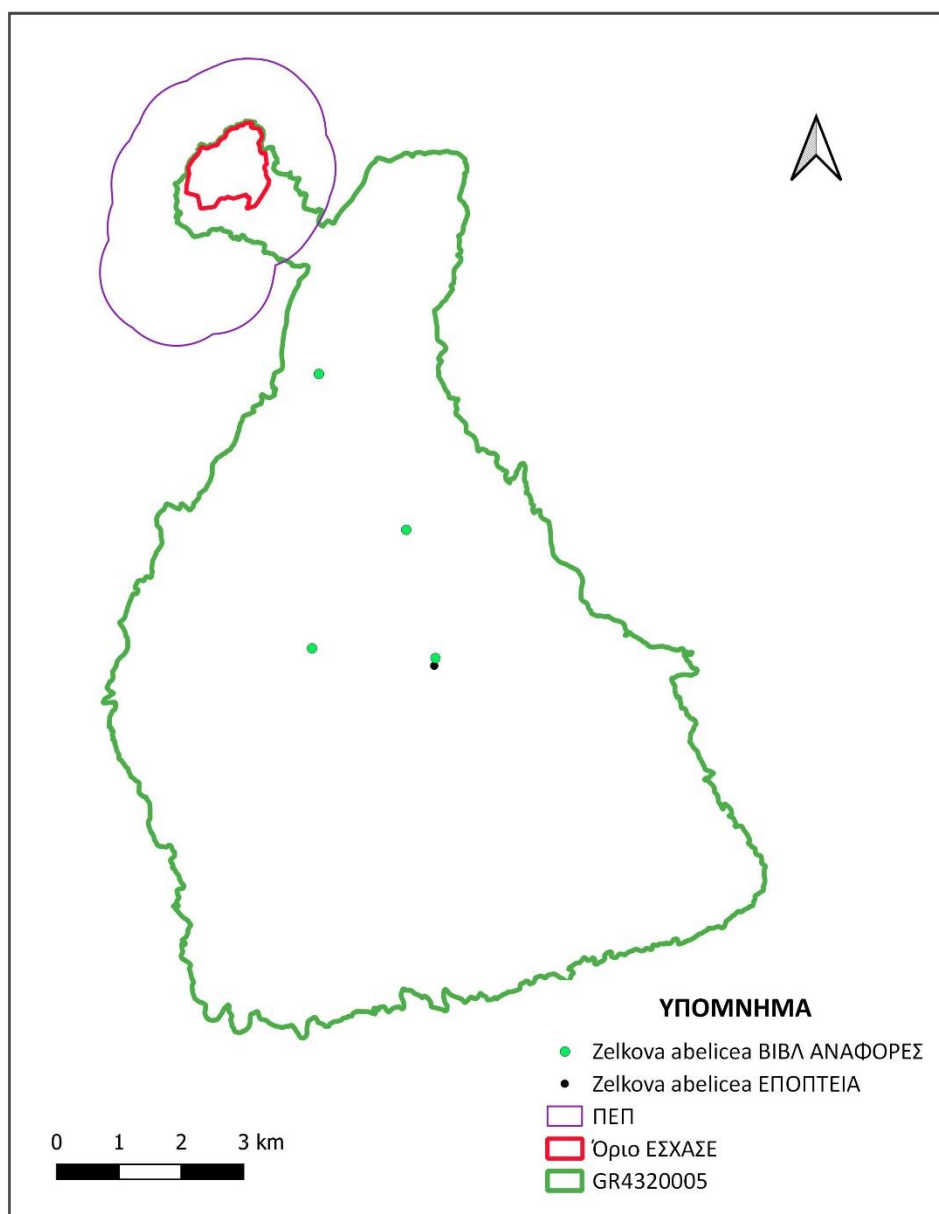 ΥΠΟΜΝΗΜΑ
Zelkova abelicea ΒΙΒΛ ΑΝΑΦΟΡΕΣ
Zelkova abelicea ΕΠΟΠΤΕΙΑ
ΠΕΠ
Όριο ΕΣΧΑΣΕ
GR4320005
0 1 2 3 km